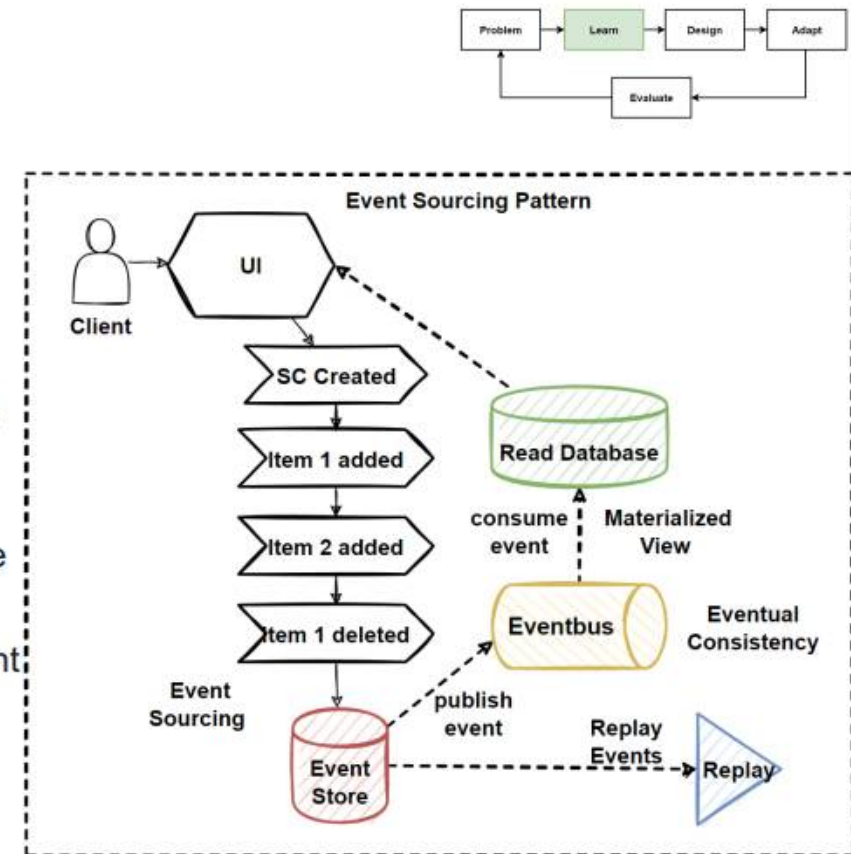 Problem
Learn
Design
Adapt
Evaluate
Event Sourcing Pattern
UI
Client
SC Created
Item 1 added
Item 2 added
Item 1 deleted
Event
Sourcing
Event
Store
publish
event
Replay
Events
Replay
Eventbus
Eventual
Consistency
consume
event
Materialized
View
Read Database